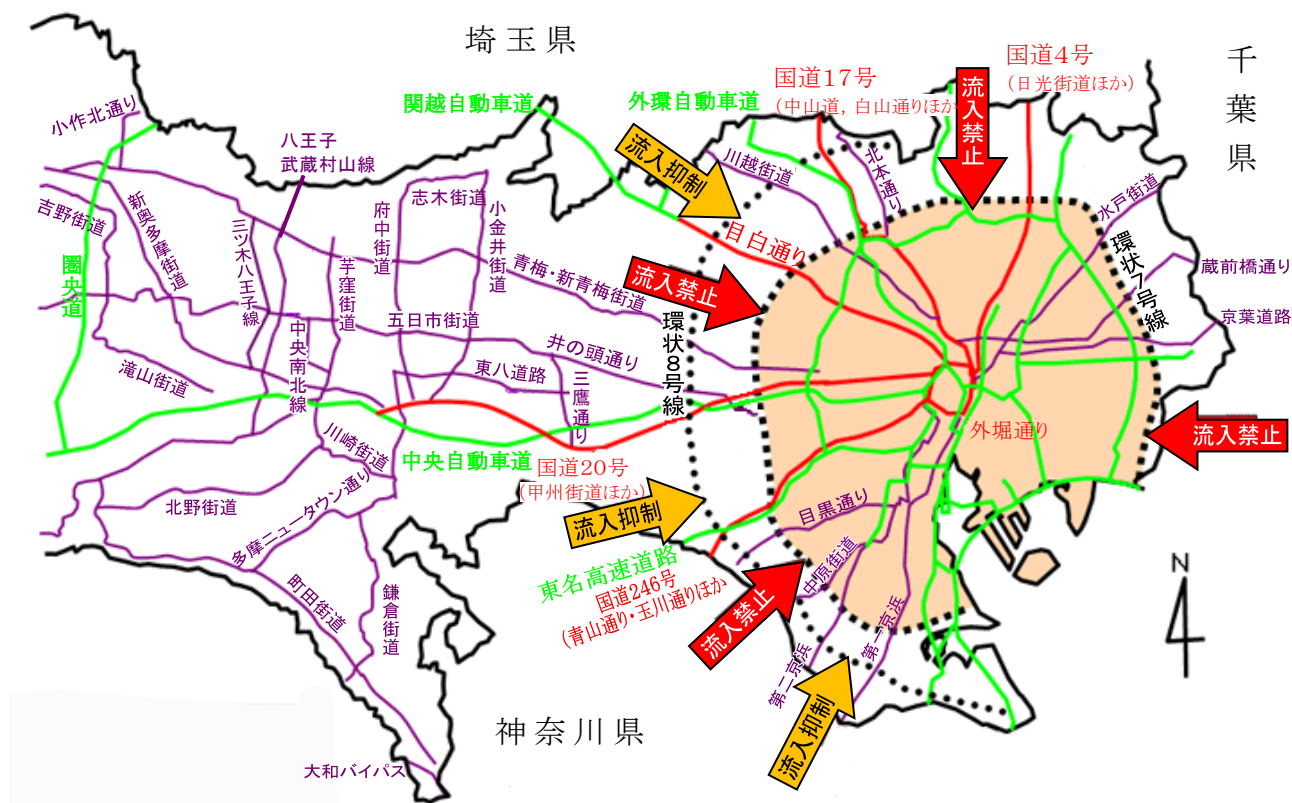 埼玉県
千葉県
国道4号
(日光街道ほか)
国道17号
(中山道, 白山通りほか
流入禁止
関越自動車道
外環自動車道
小作北通り
八王子
武蔵村山線
流入抑制
川越街道
北本通り
志木街道
府中街道
小金井街道
新奥多摩街道
吉野街道
三ツ木八王子線
芋窪街道
水戸街道
環状7号線
蔵前橋通り
京葉道路
目白通り
青梅・新青梅街道
流入禁止
圏央道
五日市街道
井の頭通り
環状8号線
中央南北線
東八道路
三鷹通り
滝山街道
川崎街道
中央自動車道
国道20号
(甲州街道ほか)
外堀通り
流入禁止
北野街道
多摩ニュータウン通り
流入抑制
目黒通り
東名高速道路
国道246号
(青山通り・玉川通りほか
中原街道
流入禁止
町田街道
鎌倉街道
第二京浜
第一京浜
流入抑制
N
神奈川県
大和バイパス